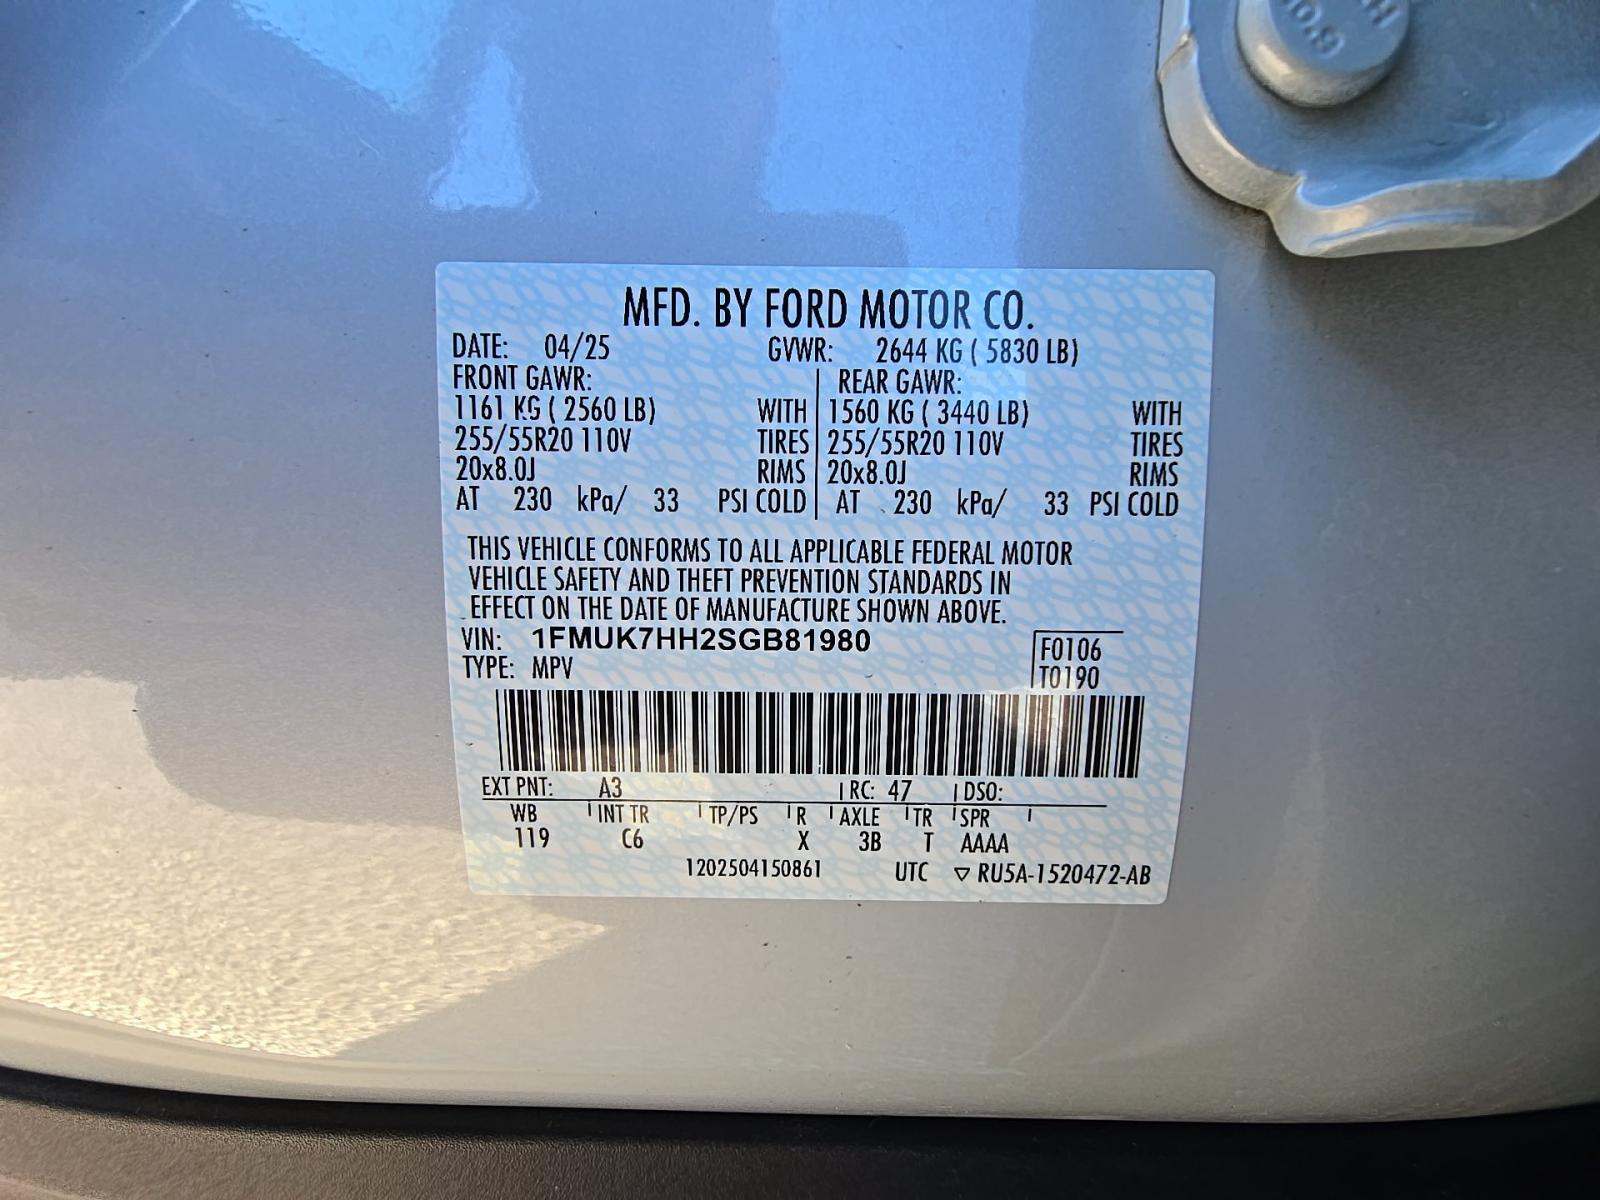 MFD. BY FORD MOTOR CO.
DATE: 04/25 GVWR: 2644 KG ( 5830 LB)
FRONT GAWR: REAR GAWR:
1161 KG ( 2560 LB) WITH 1560 KG ( 3440 LB) WITH
255/55R20 110V TIRES 255/55R20 110V TIRES
20x8.0J RIMS 20x8.0J RIMS
AT 230 kPa/ 33 PSI COLD AT 230 kPa/ 33 PSI COLD
THIS VEHICLE CONFORMS TO ALL APPLICABLE FEDERAL MOTOR
VEHICLE SAFETY AND THEFT PREVENTION STANDARDS IN
EFFECT ON THE DATE OF MANUFACTURE SHOWN ABOVE.
VIN: 1FMUK7HH2SGB81980 F0106
TYPE: MPV T0190
EXT PNT: A3 RC: 47 DSO:
WB INT TR TP/PS R AXLE TR SPR
119 C6 X 3B T AAAA
1202504150861 UTC ▽ RU5A-1520472-AB